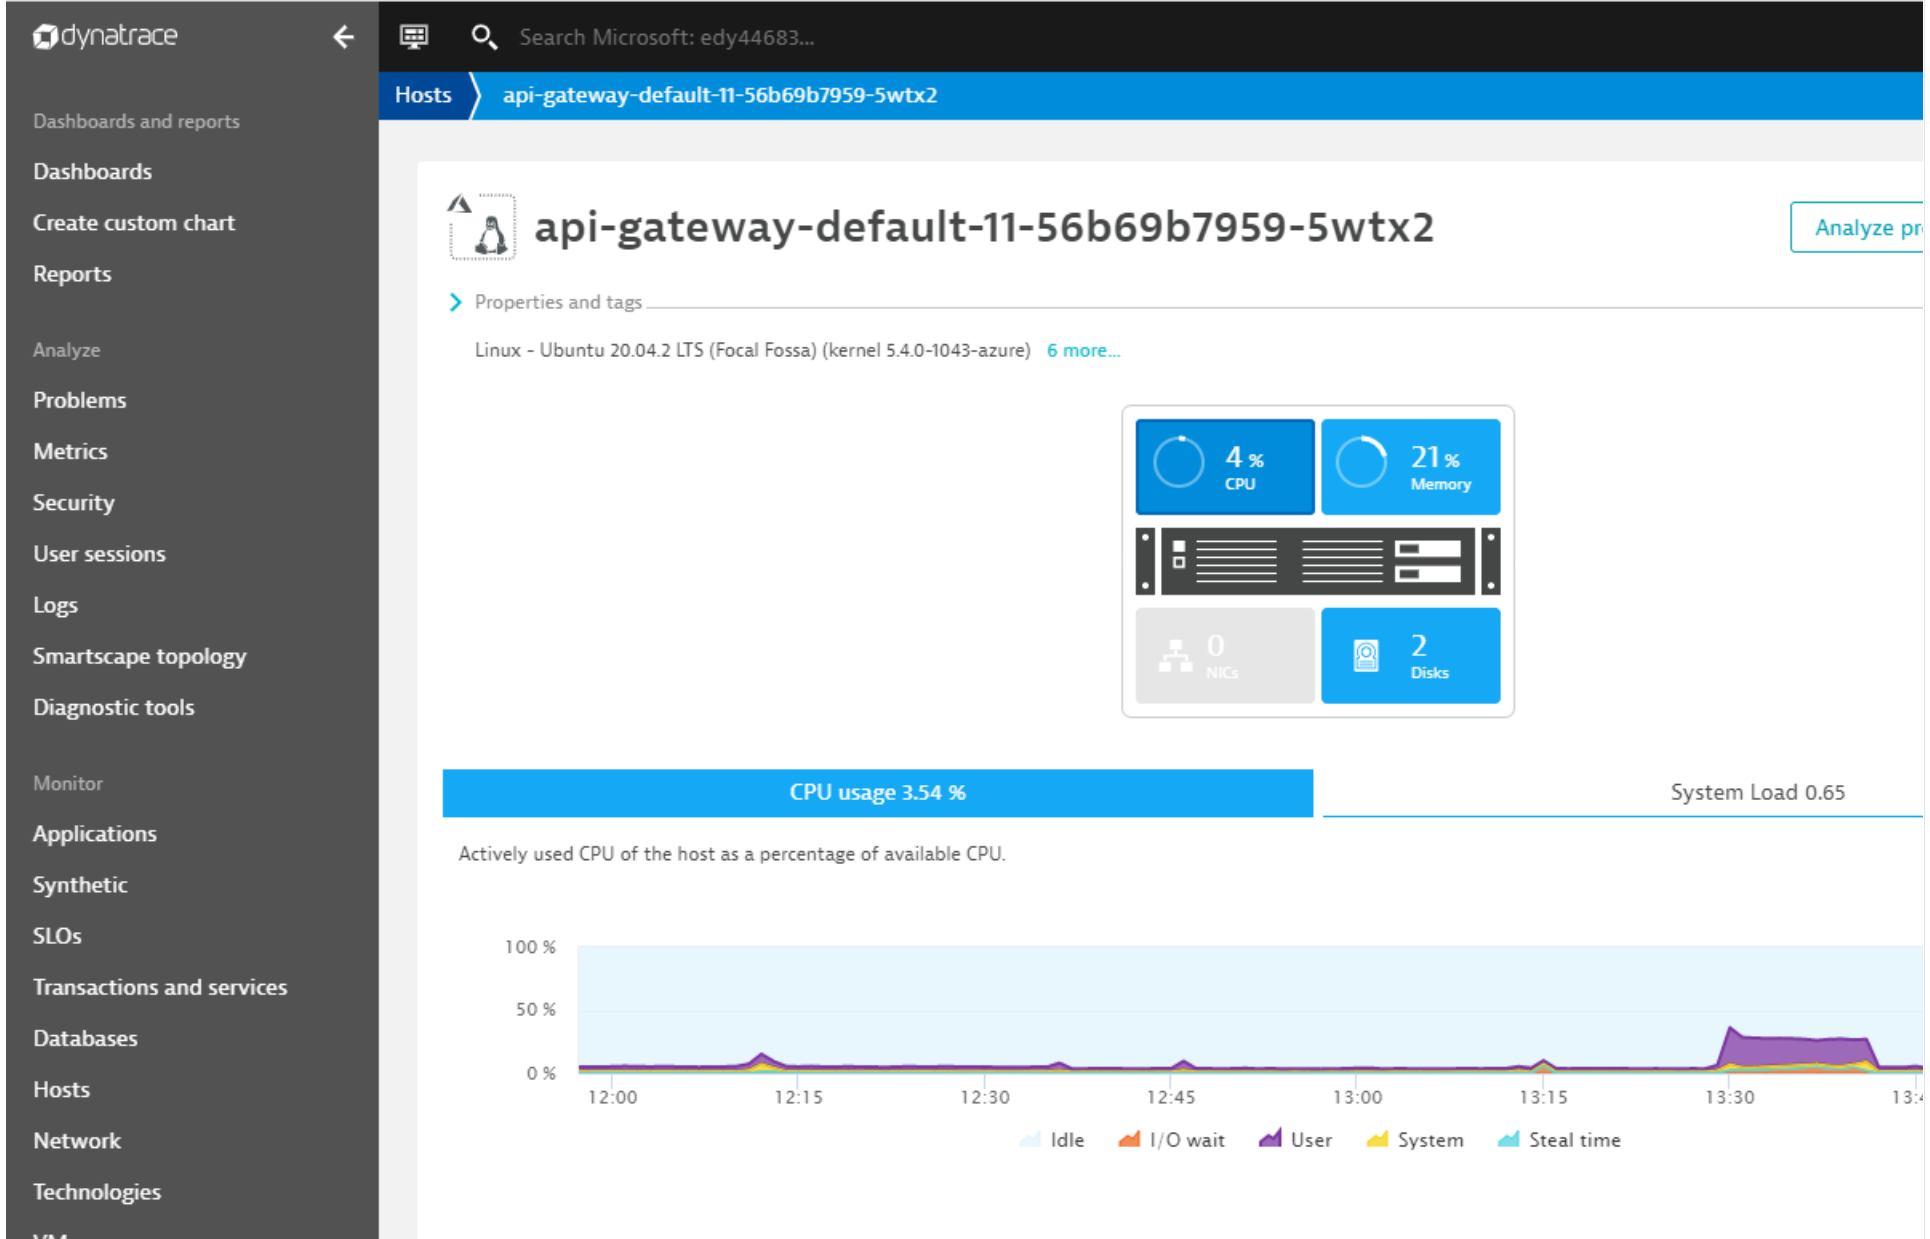 dynatrace
Search Microsoft: edy44683...
Hosts
api-gateway-default-11-56b69b7959-5wtx2
Dashboards and reports
Dashboards
Create custom chart
Reports
Analyze
Problems
Metrics
Security
User sessions
Logs
Smartscape topology
Diagnostic tools
Monitor
Applications
Synthetic
SLOs
Transactions and services
Databases
Hosts
Network
Technologies
api-gateway-default-11-56b69b7959-5wtx2
Analyze
Properties and tags
Linux - Ubuntu 20.04.2 LTS (Focal Fossa) (kernel 5.4.0-1043-azure) 6 more...
4 %
CPU
21 %
Memory
0
NICs
2
Disks
CPU usage 3.54 %
System Load 0.65
Actively used CPU of the host as a percentage of available CPU.
100 %
50 %
0 %
12:00 12:15 12:30 12:45 13:00 13:15 13:30
Idle I/O wait User System Steal time